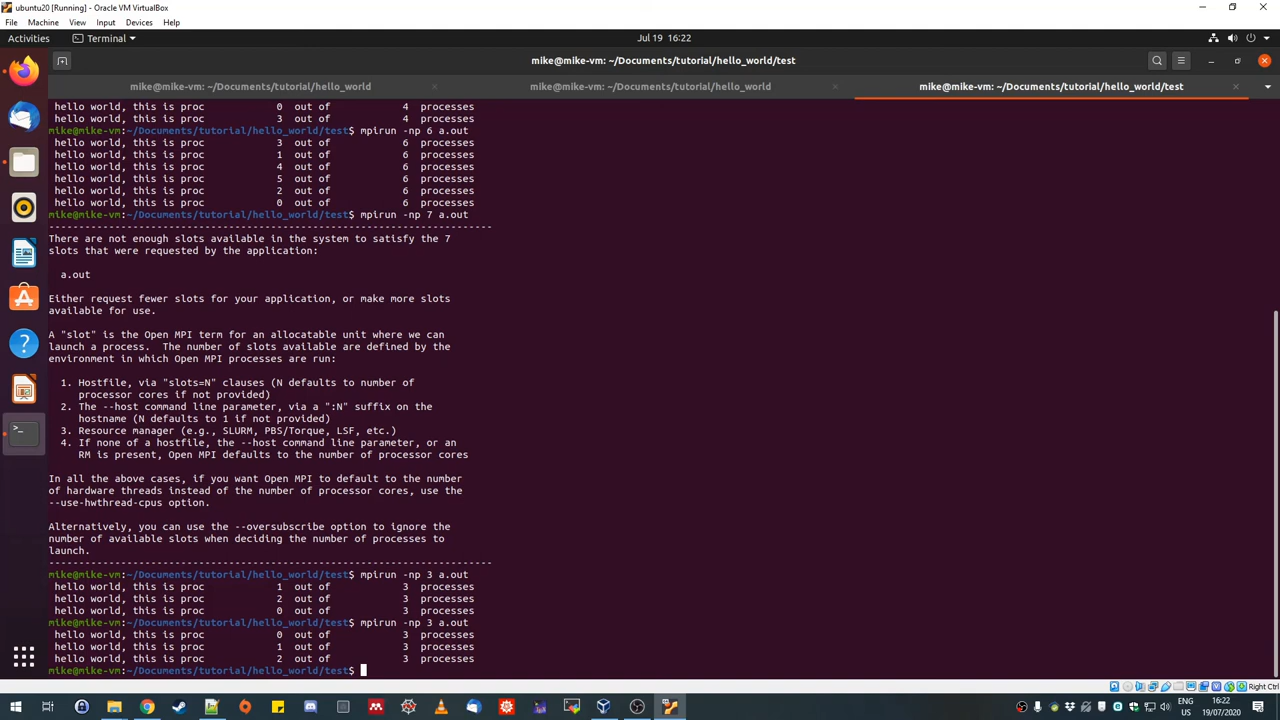 ubuntu20 [Running] - Oracle VM VirtualBox
File Machine View Input Devices Help
Activities Terminal Jul 19 16:22
mike@mike-vm: ~/Documents/tutorial/hello_world/test
mike@mike-vm: ~/Documents/tutorial/hello_world mike@mike-vm: ~/Documents/tutorial/hello_world mike@mike-vm: ~/Documents/tutorial/hello_world/test
hello world, this is proc 0 out of 4 processes
hello world, this is proc 3 out of 4 processes
mike@mike-vm:~/Documents/tutorial/hello_world/test$ mpirun -np 6 a.out
hello world, this is proc 3 out of 6 processes
hello world, this is proc 1 out of 6 processes
hello world, this is proc 4 out of 6 processes
hello world, this is proc 5 out of 6 processes
hello world, this is proc 2 out of 6 processes
hello world, this is proc 0 out of 6 processes
mike@mike-vm:~/Documents/tutorial/hello_world/test$ mpirun -np 7 a.out
--------------------------------------------------------------------------
There are not enough slots available in the system to satisfy the 7
slots that were requested by the application:
a.out
Either request fewer slots for your application, or make more slots
available for use.
A "slot" is the Open MPI term for an allocatable unit where we can
launch a process. The number of slots available are defined by the
environment in which Open MPI processes are run:
1. Hostfile, via "slots=N" clauses (N defaults to number of
processor cores if not provided)
2. The --host command line parameter, via a ":N" suffix on the
hostname (N defaults to 1 if not provided)
3. Resource manager (e.g., SLURM, PBS/Torque, LSF, etc.)
4. If none of a hostfile, the --host command line parameter, or an
RM is present, Open MPI defaults to the number of processor cores
In all the above cases, if you want Open MPI to default to the number
of hardware threads instead of the number of processor cores, use the
--use-hwthread-cpus option.
Alternatively, you can use the --oversubscribe option to ignore the
number of available slots when deciding the number of processes to
launch.
--------------------------------------------------------------------------
mike@mike-vm:~/Documents/tutorial/hello_world/test$ mpirun -np 3 a.out
hello world, this is proc 1 out of 3 processes
hello world, this is proc 2 out of 3 processes
hello world, this is proc 0 out of 3 processes
mike@mike-vm:~/Documents/tutorial/hello_world/test$ mpirun -np 3 a.out
hello world, this is proc 0 out of 3 processes
hello world, this is proc 1 out of 3 processes
hello world, this is proc 2 out of 3 processes
mike@mike-vm:~/Documents/tutorial/hello_world/test$
Right Ctrl
ENG 16:22
US 19/07/2020